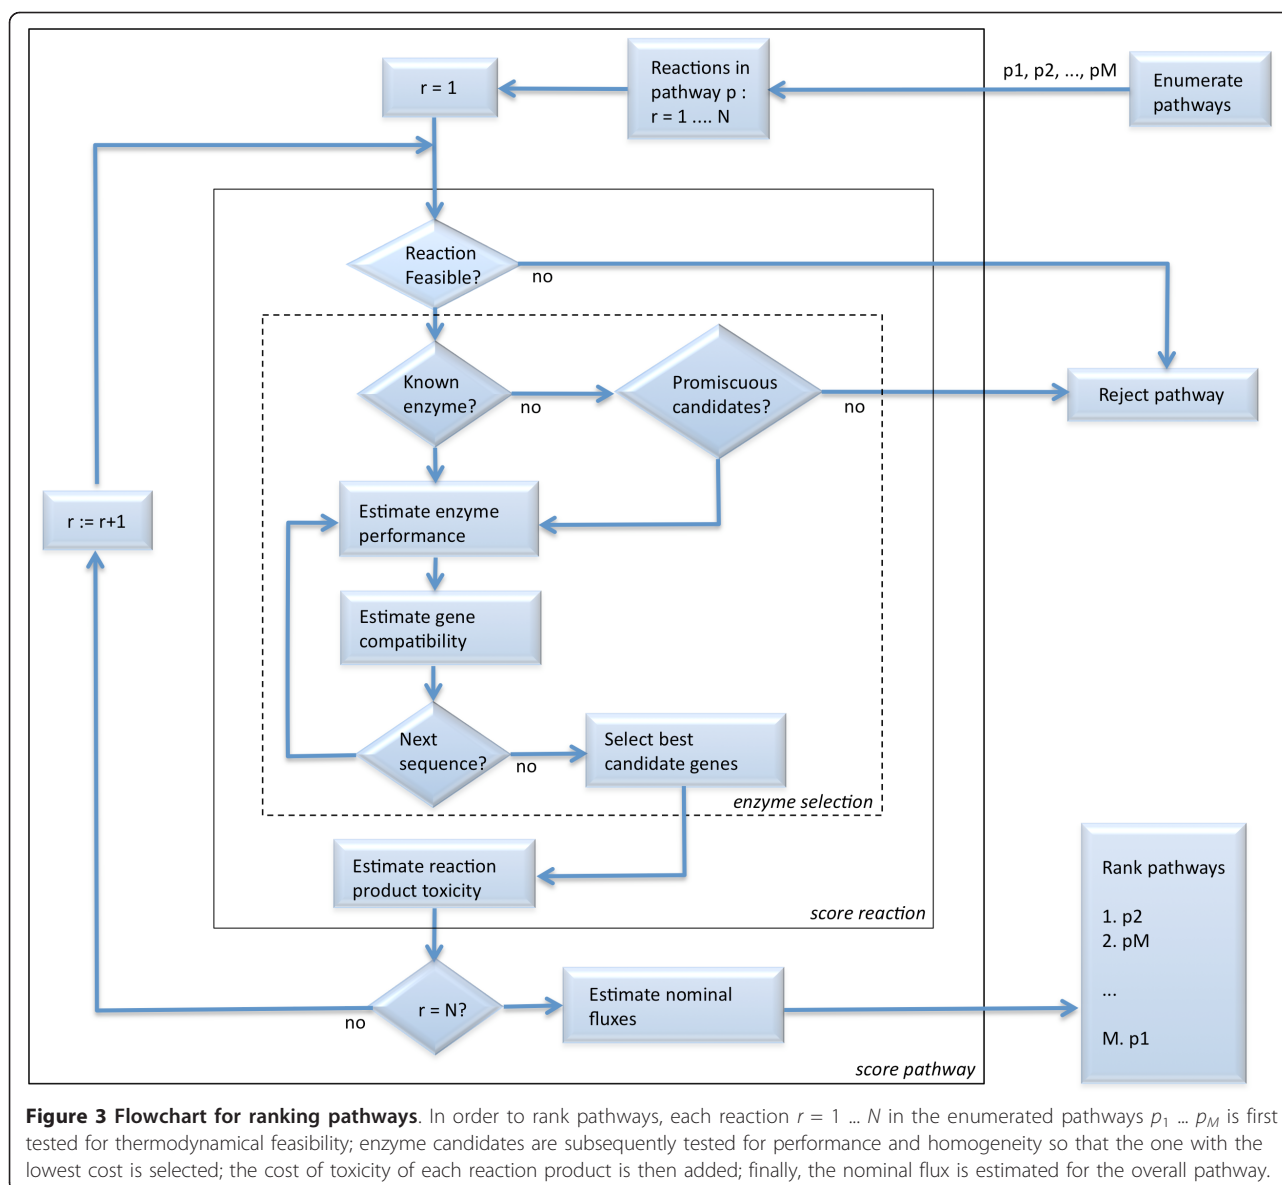 r = 1
Reactions in
pathway p :
r = 1 .... N
p1, p2, ..., pM
Enumerate
pathways
Reaction
Feasible?
no
Known
enzyme?
no
Promiscuous
candidates?
no
Reject pathway
r := r+1
Estimate enzyme
performance
Estimate gene
compatibility
Next
sequence?
no
Select best
candidate genes
enzyme selection
Estimate reaction
product toxicity
score reaction
r = N?
no
Estimate nominal
fluxes
score pathway
Rank pathways
1. p2
2. pM
...
M. p1
Figure 3 Flowchart for ranking pathways. In order to rank pathways, each reaction r = 1 ... N in the enumerated pathways p1 ... pM is first
tested for thermodynamical feasibility; enzyme candidates are subsequently tested for performance and homogeneity so that the one with the
lowest cost is selected; the cost of toxicity of each reaction product is then added; finally, the nominal flux is estimated for the overall pathway.